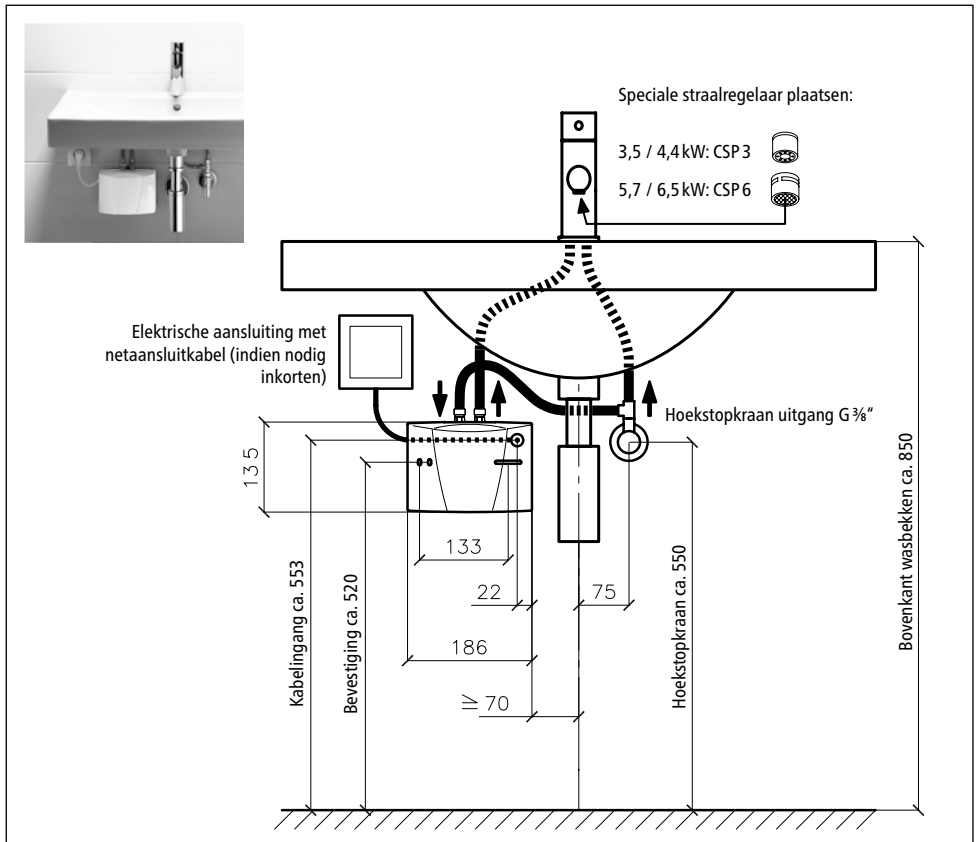 Speciale straalregelaar plaatsen:
3,5 / 4,4 kW: CSP 3
5,7 / 6,5 kW: CSP 6
Elektrische aansluiting met
netaansluitkabel (indien nodig
inkorten)
Hoekstopkraan uitgang G ⅜“
135
133
22
75
186
≥ 70
Kabelingang ca. 553
Bevestiging ca. 520
Hoekstopkraan ca. 550
Bovenkant wasbekken ca. 850